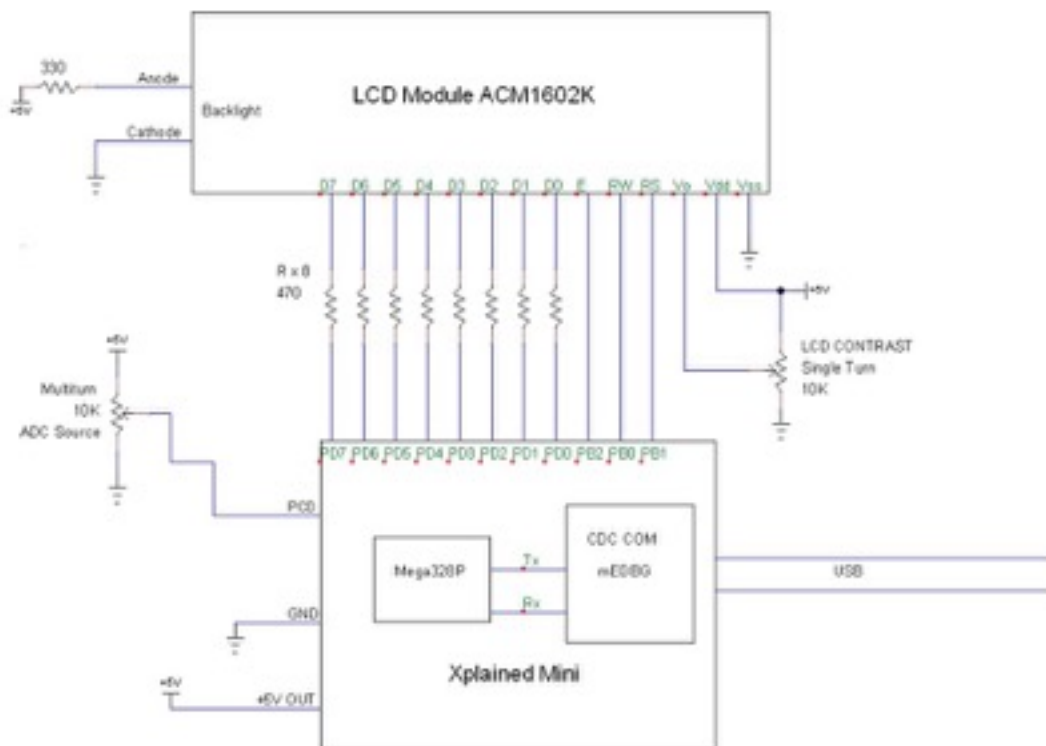 330
Anode
+5V
LCD Module ACM1602K
Backlight
Cathode
D7 D6 D5 D4 D3 D2 D1 D0 E RW RS Vo Vdd Vss
R x 8
470
+5V
+5V
LCD CONTRAST
Single Turn
10K
Multiturn
10K
ADC Source
PD7 PD6 PD5 PD4 PD3 PD2 PD1 PD0 PB2 PB0 PB1
PC0
CDC COM
mEDBG
Mega328P
Tx
Rx
USB
GND
Xplained Mini
+5V
+5V OUT